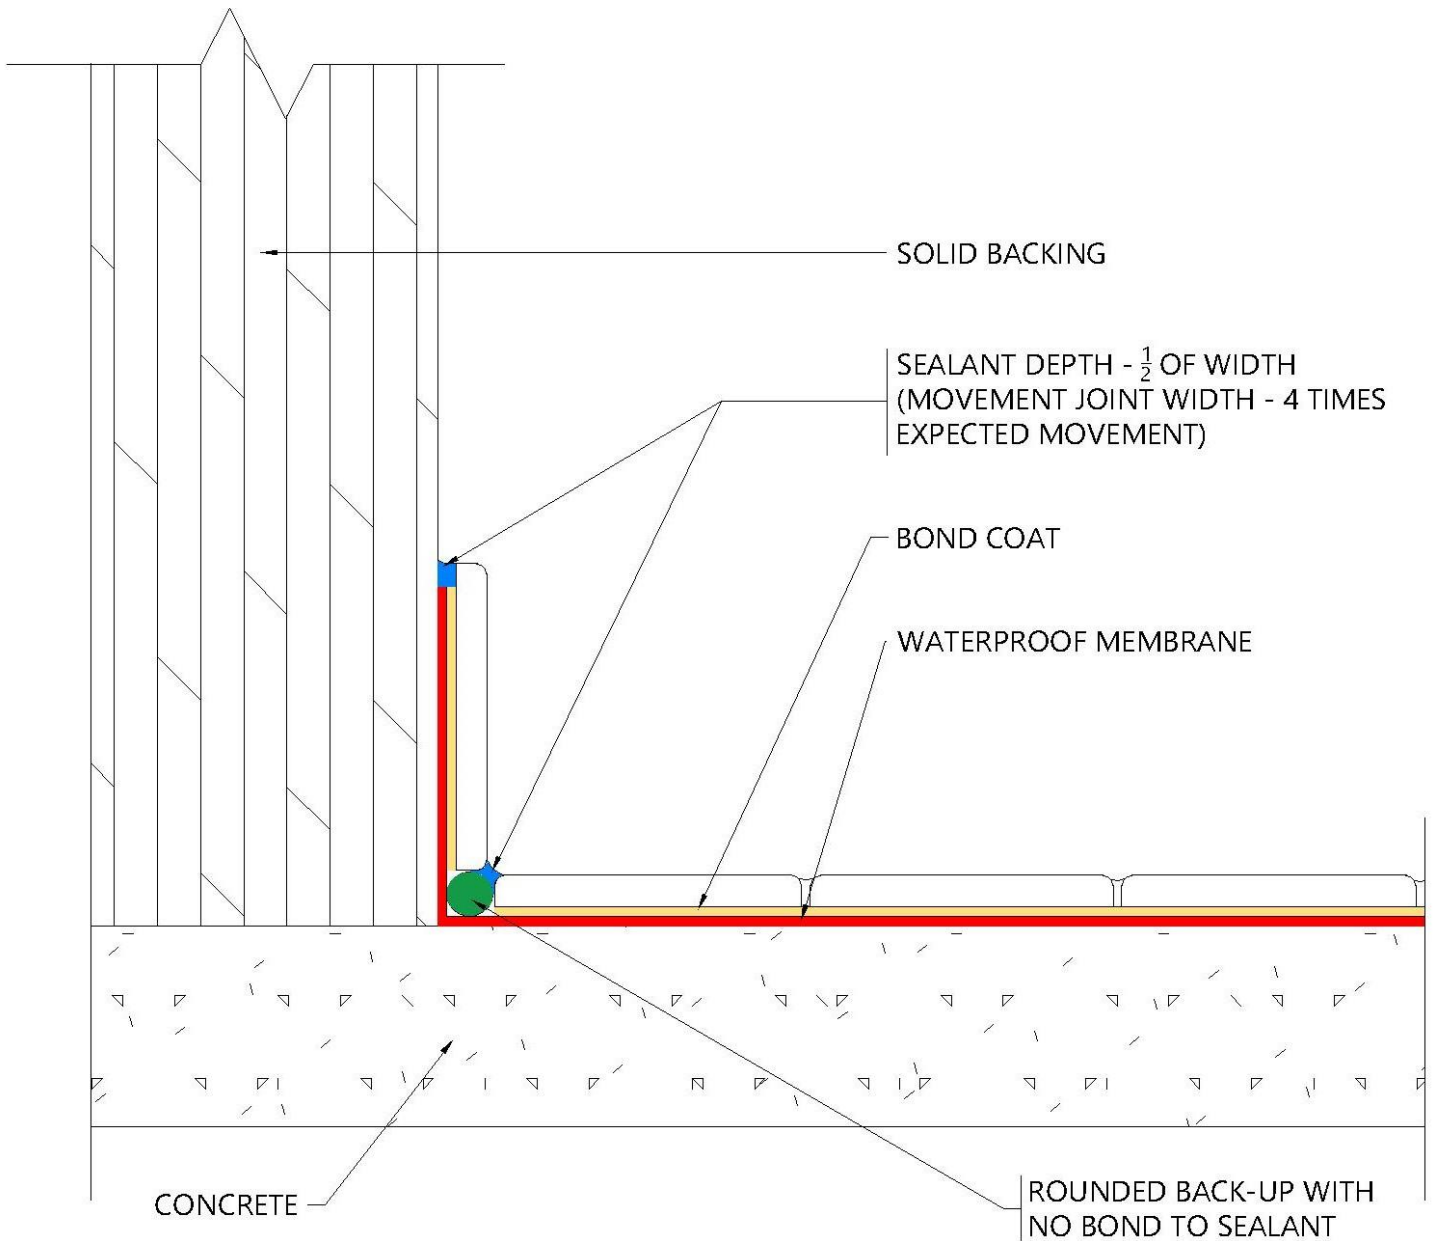 SOLID BACKING
SEALANT DEPTH - 1/2 OF WIDTH
(MOVEMENT JOINT WIDTH - 4 TIMES
EXPECTED MOVEMENT)
BOND COAT
WATERPROOF MEMBRANE
CONCRETE
ROUNDED BACK-UP WITH
NO BOND TO SEALANT